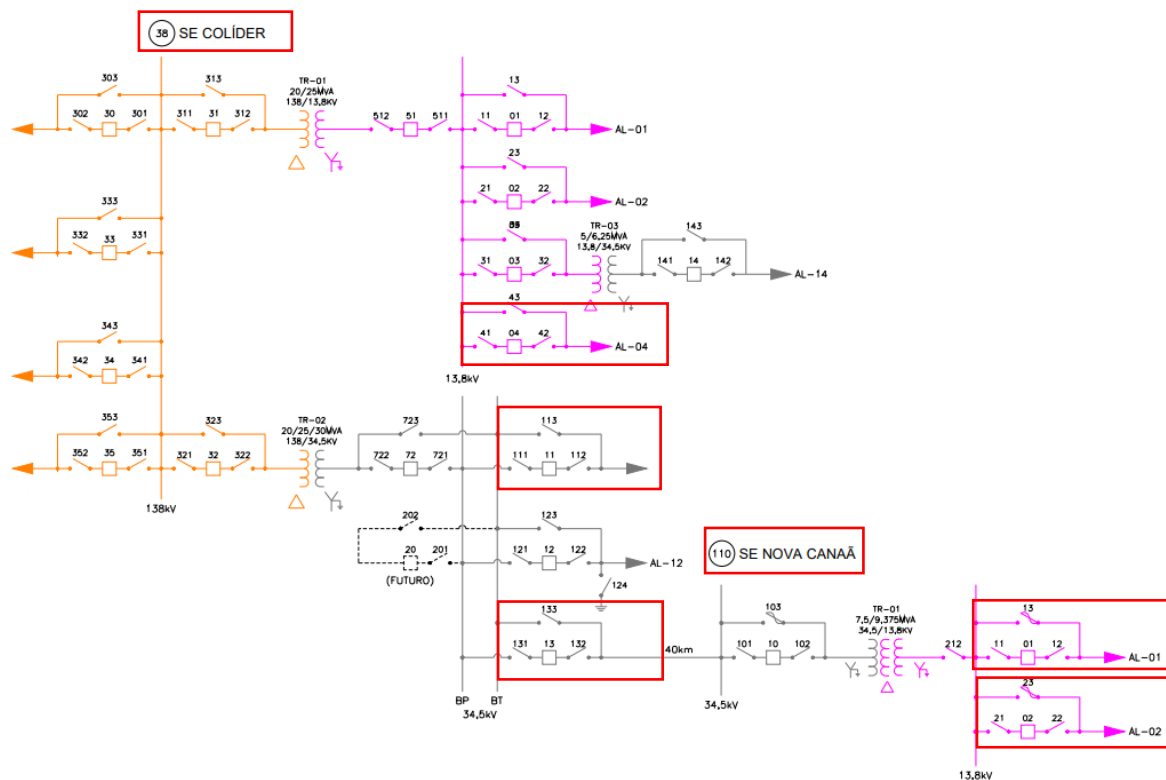 38 SE COLÍDER
303
313
TR-01
20/25MVA
138/13,8KV
13
302 30 301
311 31 312
512 51 511
11 01 12
AL-01
23
21 02 22
AL-02
333
332 33 331
TR-03
5/6,25MVA
13,8/34,5KV
143
31 03 32
141 14 142
AL-14
43
41 04 42
AL-04
343
342 34 341
13,8kV
353
323
TR-02
20/25/30MVA
138/34,5KV
723
113
352 35 351
321 32 322
722 72 721
111 11 112
138kV
202
123
20 201
(FUTURO)
121 12 122
AL-12
124
110 SE NOVA CANAÃ
133
131 13 132
40km
103
101 10 102
TR-01
7,5/9,375MVA
34,5/13,8KV
212
13
11 01 12
AL-01
23
21 02 22
AL-02
BP BT
34,5kV
34,5kV
13,8kV